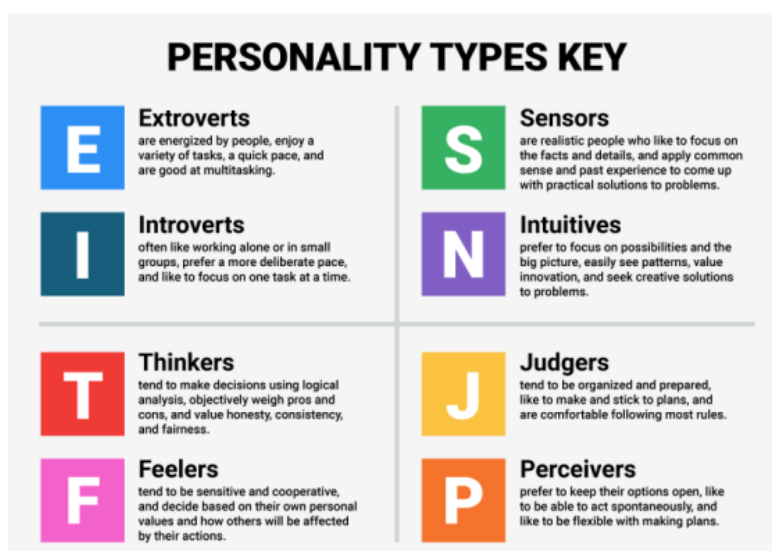 PERSONALITY TYPES KEY
E
Extroverts
are energized by people, enjoy a
variety of tasks, a quick pace, and
are good at multitasking.
I
Introverts
often like working alone or in small
groups, prefer a more deliberate pace,
and like to focus on one task at a time.
S
Sensors
are realistic people who like to focus on
the facts and details, and apply common
sense and past experience to come up
with practical solutions to problems.
N
Intuitives
prefer to focus on possibilities and the
big picture, easily see patterns, value
innovation, and seek creative solutions
to problems.
T
Thinkers
tend to make decisions using logical
analysis, objectively weigh pros and
cons, and value honesty, consistency,
and fairness.
F
Feelers
tend to be sensitive and cooperative,
and decide based on their own personal
values and how others will be affected
by their actions.
J
Judgers
tend to be organized and prepared,
like to make and stick to plans, and
are comfortable following most rules.
P
Perceivers
prefer to keep their options open, like
to be able to act spontaneously, and
like to be flexible with making plans.